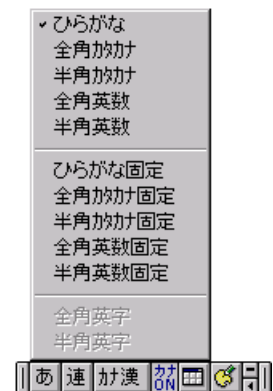 ひらがな
全角ｶﾀｶﾅ
半角ｶﾀｶﾅ
全角英数
半角英数
ひらがな固定
全角ｶﾀｶﾅ固定
半角ｶﾀｶﾅ固定
全角英数固定
半角英数固定
全角英字
半角英字
あ 連 ｶﾅ漢 カナ ON